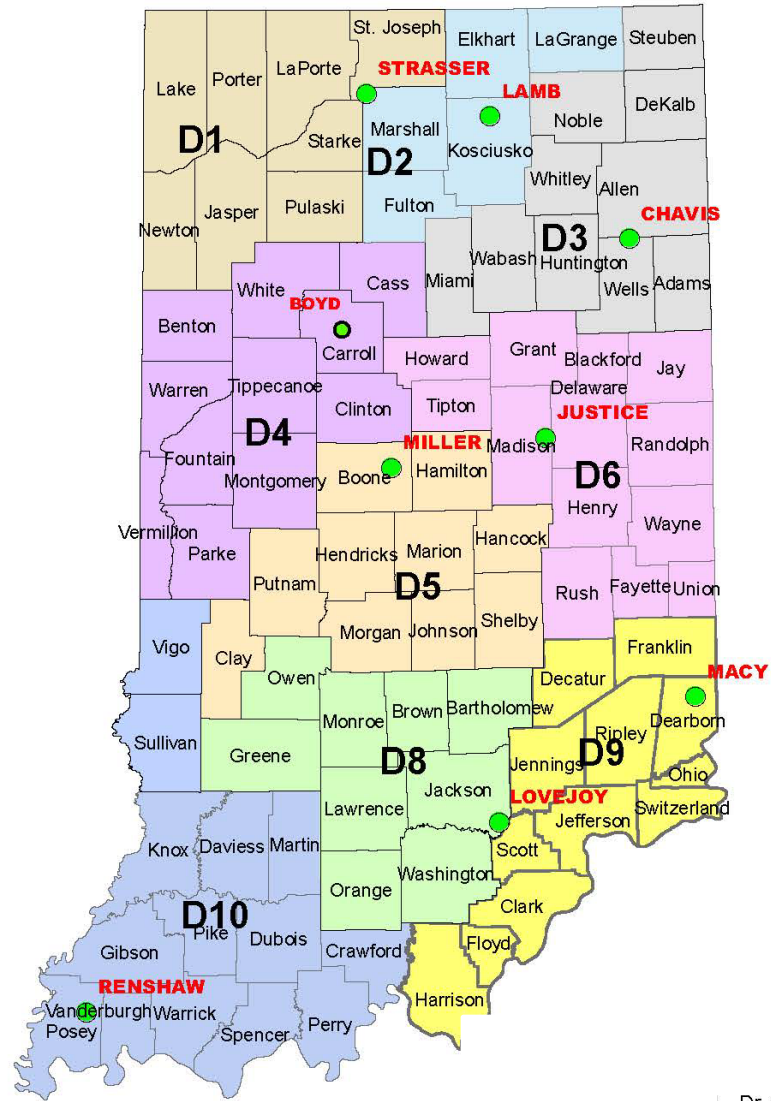 St. Joseph
Elkhart
LaGrange
Steuben
LaPorte
Porter
Lake
STRASSER
LAMB
DeKalb
Noble
D1
Starke
Marshall
D2
Kosciusko
Whitley
Allen
Jasper
Pulaski
Fulton
Newton
CHAVIS
D3
Wabash
Huntington
Miami
Wells
Adams
White
Cass
BOYD
Benton
Carroll
Howard
Grant
Blackford
Jay
Warren
Tippecanoe
Delaware
Clinton
Tipton
JUSTICE
D4
MILLER
Madison
Randolph
Fountain
Montgomery
Boone
Hamilton
D6
Henry
Vermillion
Parke
Hendricks
Marion
Hancock
Wayne
Putnam
D5
Rush
Fayette
Union
Morgan
Johnson
Shelby
Vigo
Clay
Franklin
Owen
Decatur
MACY
Monroe
Brown
Bartholomew
Dearborn
Sullivan
Greene
D8
Ripley
D9
Jennings
Ohio
Jackson
LOVEJOY
Lawrence
Jefferson
Switzerland
Knox
Daviess
Martin
Scott
Washington
Orange
Clark
D10
Pike
Dubois
Crawford
Floyd
Gibson
RENSHAW
Harrison
Vanderburgh
Warrick
Posey
Spencer
Perry
Dr